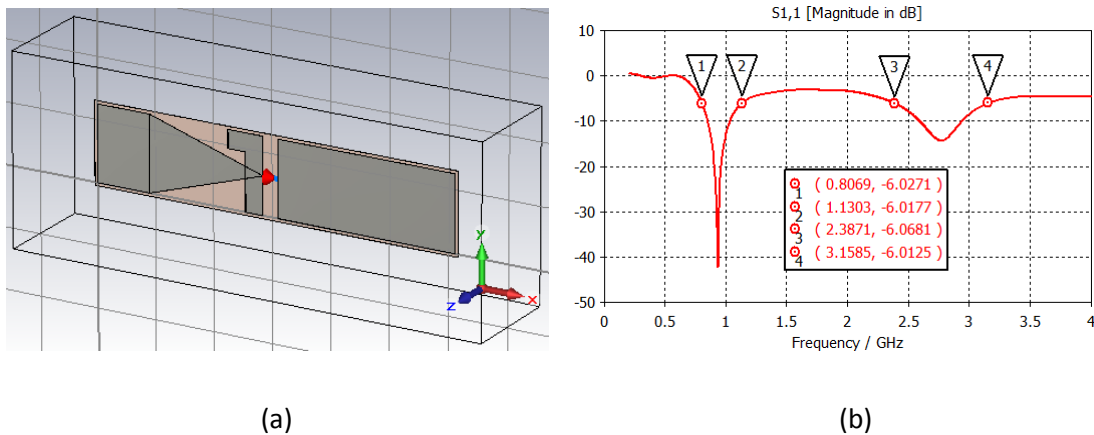 S1,1 [Magnitude in dB]
10
0
-10
-20
-30
-40
-50
1
2
3
4
1 ( 0.8069, -6.0271 )
2 ( 1.1303, -6.0177 )
3 ( 2.3871, -6.0681 )
4 ( 3.1585, -6.0125 )
0 0.5 1 1.5 2 2.5 3 3.5 4
Frequency / GHz
y
x
z
(a)
(b)